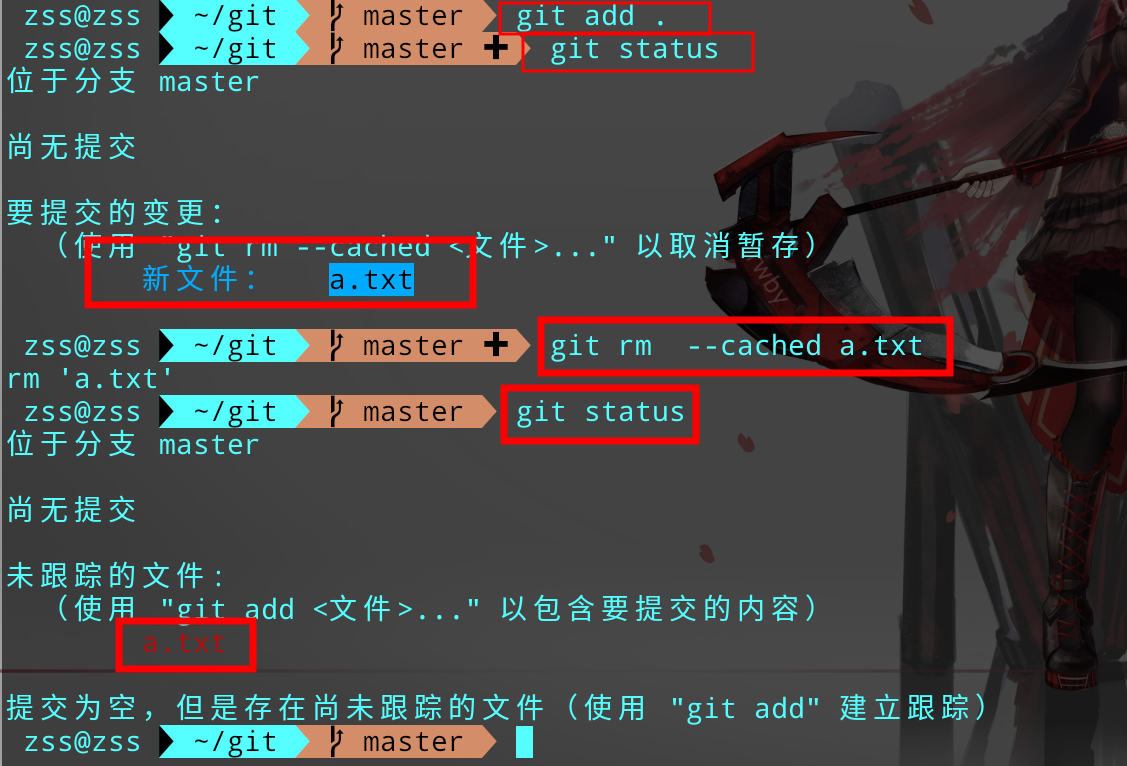 zss@zss ~/git master git add .
zss@zss ~/git master ✚ git status
位于分支 master
尚无提交
要提交的变更：
（使用 "git rm --cached <文件>..." 以取消暂存）
新文件： a.txt
zss@zss ~/git master ✚ git rm  --cached a.txt
rm 'a.txt'
zss@zss ~/git master git status
位于分支 master
尚无提交
未跟踪的文件:
（使用 "git add <文件>..." 以包含要提交的内容）
a.txt
提交为空，但是存在尚未跟踪的文件（使用 "git add" 建立跟踪）
zss@zss ~/git master
wby